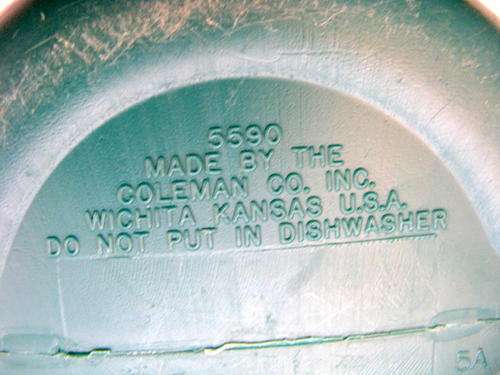 5590
MADE BY THE
COLEMAN CO. INC.
WICHITA KANSAS U.S.A.
DO NOT PUT IN DISHWASHER
5A